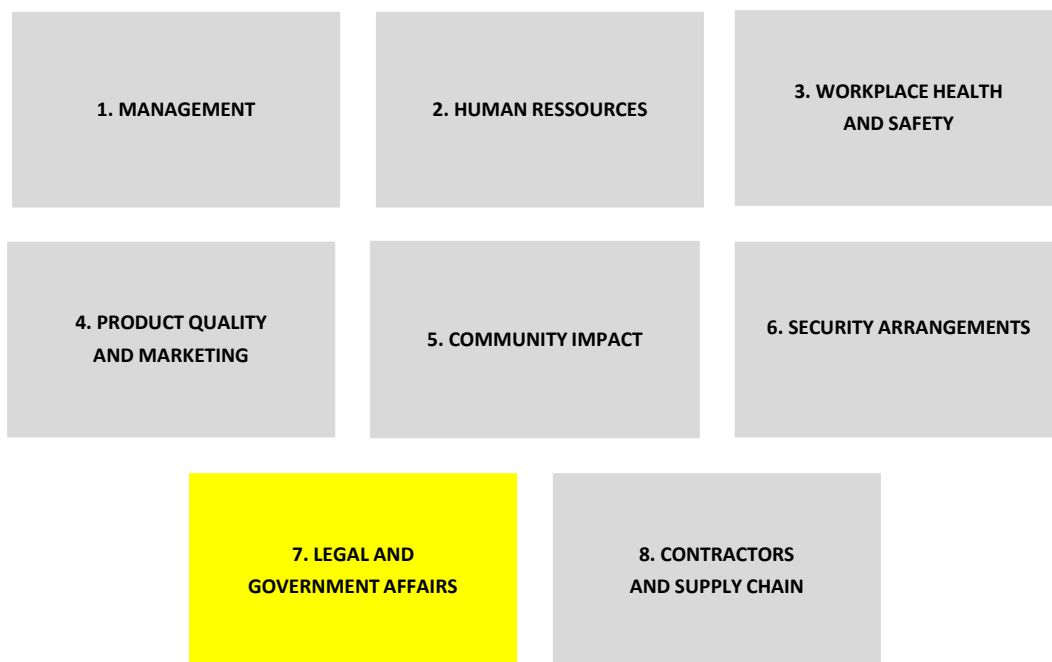 1. MANAGEMENT
2. HUMAN RESSOURCES
3. WORKPLACE HEALTH
AND SAFETY
4. PRODUCT QUALITY
AND MARKETING
5. COMMUNITY IMPACT
6. SECURITY ARRANGEMENTS
7. LEGAL AND
GOVERNMENT AFFAIRS
8. CONTRACTORS
AND SUPPLY CHAIN